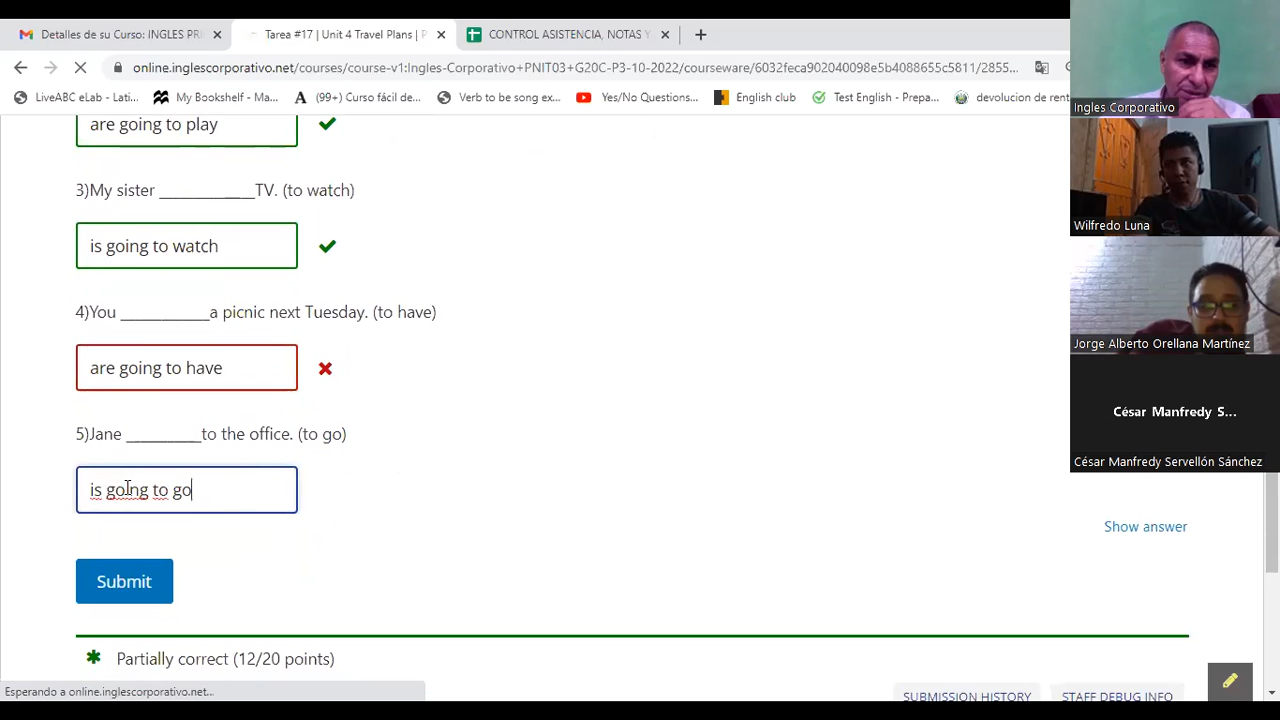 Detalles de su Curso: INGLES PRI
Tarea #17 | Unit 4 Travel Plans | P
CONTROL ASISTENCIA, NOTAS Y
online.inglescorporativo.net/courses/course-v1:Ingles-Corporativo+PNIT03+G20C-P3-10-2022/courseware/6032feca902040098e5b4088655c5811/2855...
LiveABC eLab - Lati...
My Bookshelf - Ma...
(99+) Curso fácil de...
Verb to be song ex...
Yes/No Questions...
English club
Test English - Prepa...
devolucion de rent
are going to play
3)My sister ____________TV. (to watch)
is going to watch
4)You ___________a picnic next Tuesday. (to have)
are going to have
5)Jane _________to the office. (to go)
is going to go
Show answer
Submit
Partially correct (12/20 points)
SUBMISSION HISTORY
STAFF DEBUG INFO
Esperando a online.inglescorporativo.net...
Ingles Corporativo
Wilfredo Luna
Jorge Alberto Orellana Martínez
César Manfredy S...
César Manfredy Servellón Sánchez